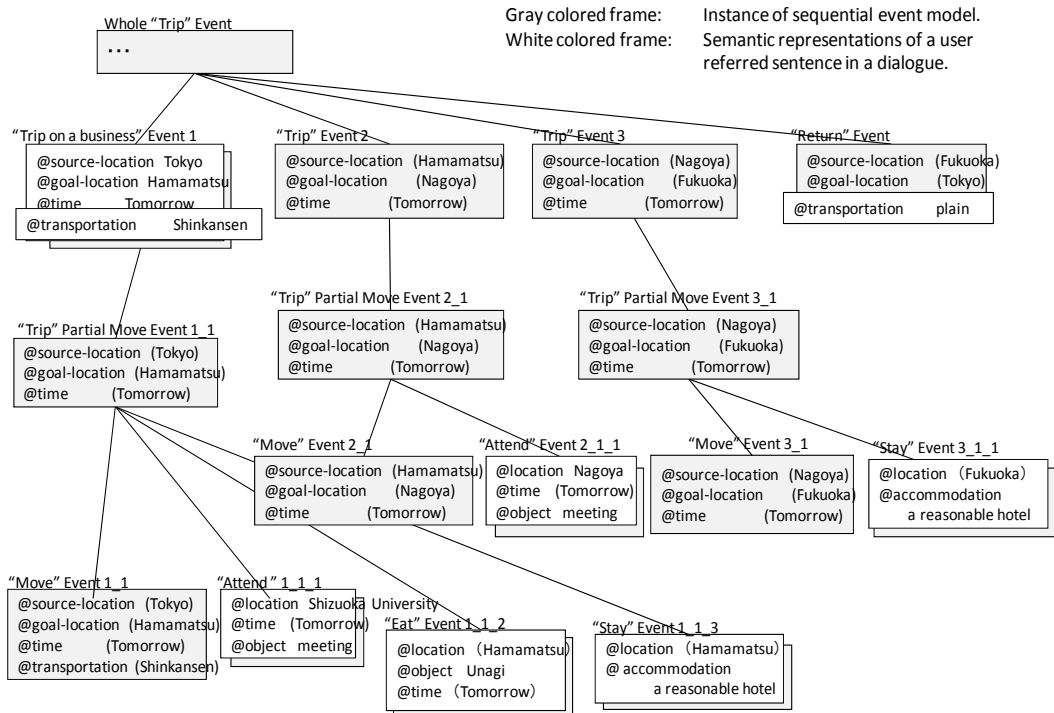 Gray colored frame: Instance of sequential event model.
White colored frame: Semantic representations of a user
referred sentence in a dialogue.
Whole “Trip” Event
...
“Trip on a business” Event 1
@source-location Tokyo
@goal-location Hamamatsu
@time Tomorrow
@transportation Shinkansen
“Trip” Event 2
@source-location (Hamamatsu)
@goal-location (Nagoya)
@time (Tomorrow)
“Trip” Event 3
@source-location (Nagoya)
@goal-location (Fukuoka)
@time (Tomorrow)
“Return” Event
@source-location (Fukuoka)
@goal-location (Tokyo)
@transportation plain
“Trip” Partial Move Event 1_1
@source-location (Tokyo)
@goal-location (Hamamatsu)
@time (Tomorrow)
“Trip” Partial Move Event 2_1
@source-location (Hamamatsu)
@goal-location (Nagoya)
@time (Tomorrow)
“Trip” Partial Move Event 3_1
@source-location (Nagoya)
@goal-location (Fukuoka)
@time (Tomorrow)
“Move” Event 2_1
@source-location (Hamamatsu)
@goal-location (Nagoya)
@time (Tomorrow)
“Attend” Event 2_1_1
@location Nagoya
@time (Tomorrow)
@object meeting
“Move” Event 3_1
@source-location (Nagoya)
@goal-location (Fukuoka)
@time (Tomorrow)
“Stay” Event 3_1_1
@location （Fukuoka）
@accommodation
a reasonable hotel
“Move” Event 1_1
@source-location (Tokyo)
@goal-location (Hamamatsu)
@time (Tomorrow)
@transportation (Shinkansen)
“Attend” 1_1_1
@location Shizuoka University
@time (Tomorrow)
@object meeting
“Eat” Event 1_1_2
@location （Hamamatsu）
@object Unagi
@time （Tomorrow）
“Stay” Event 1_1_3
@location （Hamamatsu）
@ accommodation
a reasonable hotel